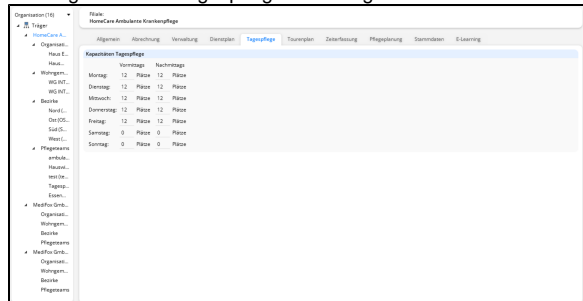 Organisation (16)
Träger
HomeCare A...
Organisati...
Haus E...
Haus...
Wohngem...
WG INT...
WG INT...
Bezirke
Nord (...
Ost (OS...
Süd (S...
West (...
Pflegeteams
ambula...
Hauswi...
test (te...
Tagesp...
Essen...
MediFox Gmb...
Organisati...
Wohngem...
Bezirke
Pflegeteams
MediFox Gmb...
Organisati...
Wohngem...
Bezirke
Pflegeteams
Filiale:
HomeCare Ambulante Krankenpflege
Allgemein Abrechnung Verwaltung Dienstplan Tagespflege Tourenplan Zeiterfassung Pflegeplanung Stammdaten E-Learning
Kapazitäten Tagespflege
Vormittags Nachmittags
Montag: 12 Plätze 12 Plätze
Dienstag: 12 Plätze 12 Plätze
Mittwoch: 12 Plätze 12 Plätze
Donnerstag: 12 Plätze 12 Plätze
Freitag: 12 Plätze 12 Plätze
Samstag: 0 Plätze 0 Plätze
Sonntag: 0 Plätze 0 Plätze